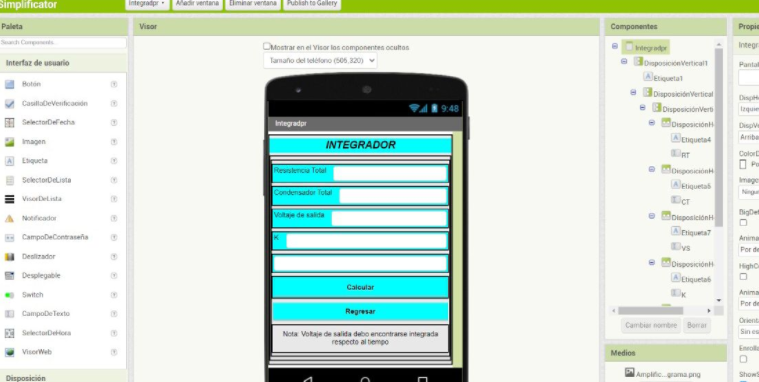 Simplificator
Integradpr
Añadir ventana
Eliminar ventana
Publish to Gallery
Paleta
Search Components...
Interfaz de usuario
Botón
CasillaDeVerificación
SelectorDeFecha
Imagen
Etiqueta
SelectorDeLista
VisorDeLista
Notificador
CampoDeContraseña
Deslizador
Desplegable
Switch
CampoDeTexto
SelectorDeHora
VisorWeb
Disposición
Visor
Mostrar en el Visor los componentes ocultos
Tamaño del teléfono (505,320)
9:48
Integradpr
INTEGRADOR
Resistencia Total
Condensador Total
Voltaje de salida
K
Calcular
Regresar
Nota: Voltaje de salida debo encontrarse integrada
respecto al tiempo
Componentes
Integradpr
DisposiciónVertical1
Etiqueta1
DisposiciónVertical
DisposiciónVerti
DisposiciónH
Etiqueta4
RT
DisposiciónH
Etiqueta5
CT
DisposiciónH
Etiqueta7
VS
DisposiciónH
Etiqueta6
K
Cambiar nombre
Borrar
Medios
Amplific...grama.png
Propie
Integr
Pantal
DispH
Izquie
DispVe
Arriba
ColorD
Po
Image
Ningu
BigDef
Anima
Por de
HighCo
Anima
Por de
Orient
Sin es
Enrolla
ShowS